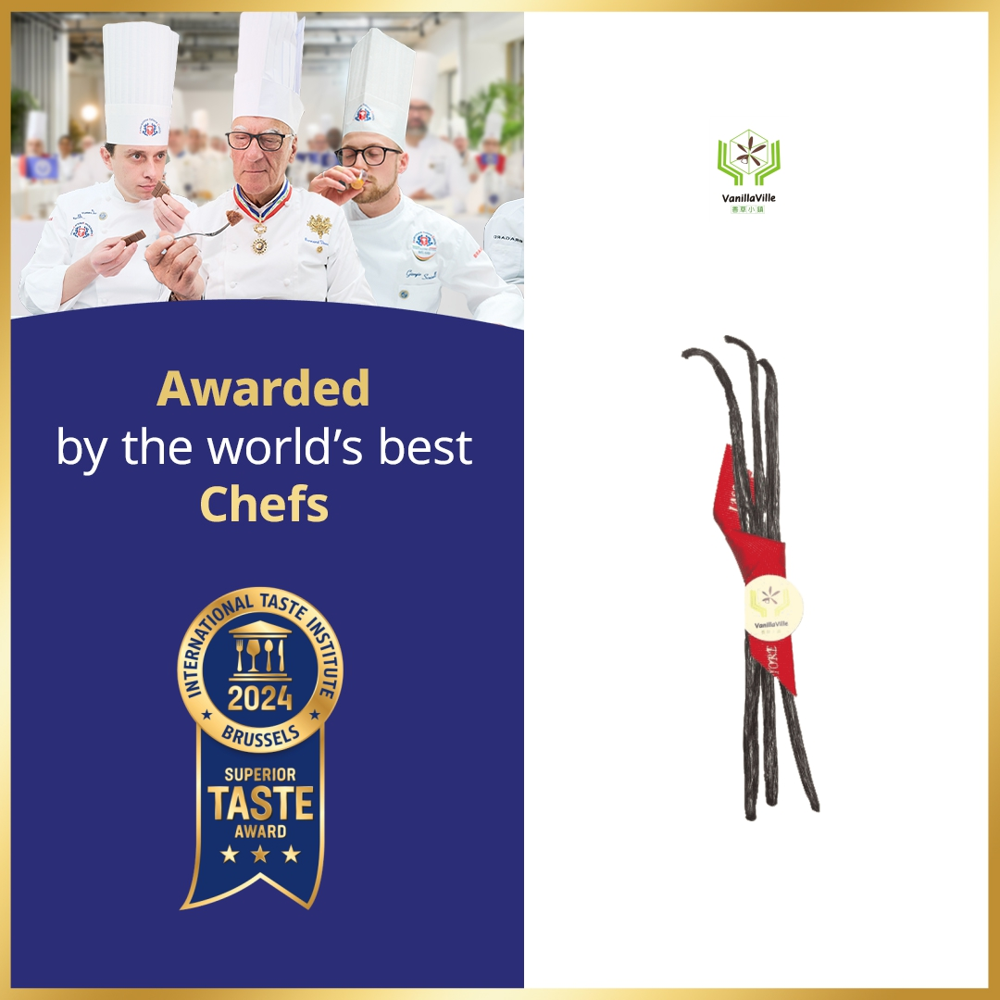 Awarded
by the world’s best
Chefs
INTERNATIONAL TASTE INSTITUTE
2024
BRUSSELS
SUPERIOR
TASTE
AWARD
VanillaVille
香草小鎮
VanillaVille